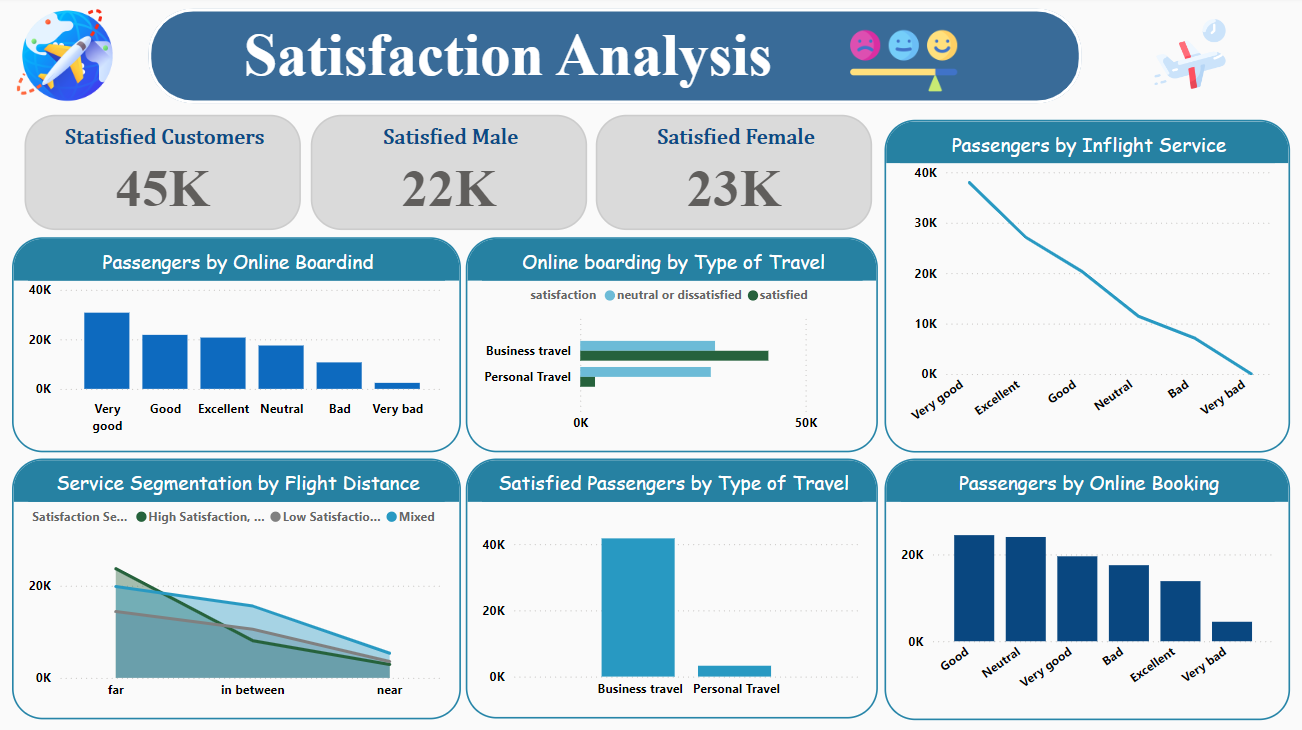 Satisfaction Analysis
Statisfied Customers
45K
Satisfied Male
22K
Satisfied Female
23K
Passengers by Inflight Service
40K
30K
20K
10K
0K
Very good
Excellent
Good
Neutral
Bad
Very bad
Passengers by Online Boardind
40K
20K
0K
Very
good
Good
Excellent
Neutral
Bad
Very bad
Online boarding by Type of Travel
satisfaction neutral or dissatisfied satisfied
Business travel
Personal Travel
0K
50K
Service Segmentation by Flight Distance
Satisfaction Se... High Satisfaction, ... Low Satisfactio... Mixed
20K
0K
far
in between
near
Satisfied Passengers by Type of Travel
40K
20K
0K
Business travel
Personal Travel
Passengers by Online Booking
20K
0K
Good
Neutral
Very good
Bad
Excellent
Very bad